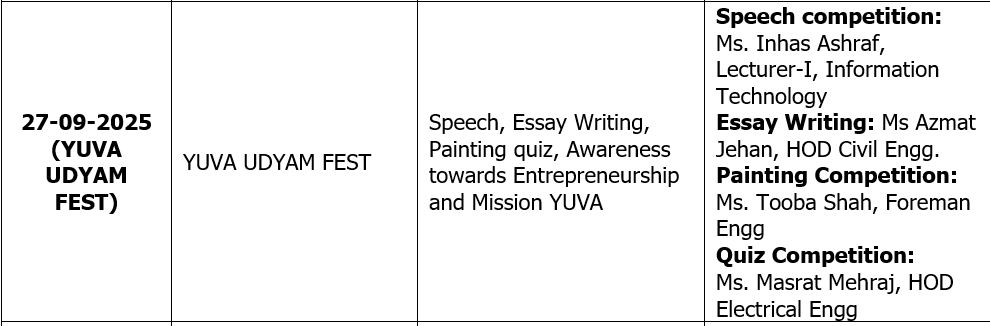 27-09-2025
(YUVA
UDYAM
FEST)
YUVA UDYAM FEST
Speech, Essay Writing,
Painting quiz, Awareness
towards Entrepreneurship
and Mission YUVA
Speech competition:
Ms. Inhas Ashraf,
Lecturer-I, Information
Technology
Essay Writing: Ms Azmat
Jehan, HOD Civil Engg.
Painting Competition:
Ms. Tooba Shah, Foreman
Engg
Quiz Competition:
Ms. Masrat Mehraj, HOD
Electrical Engg